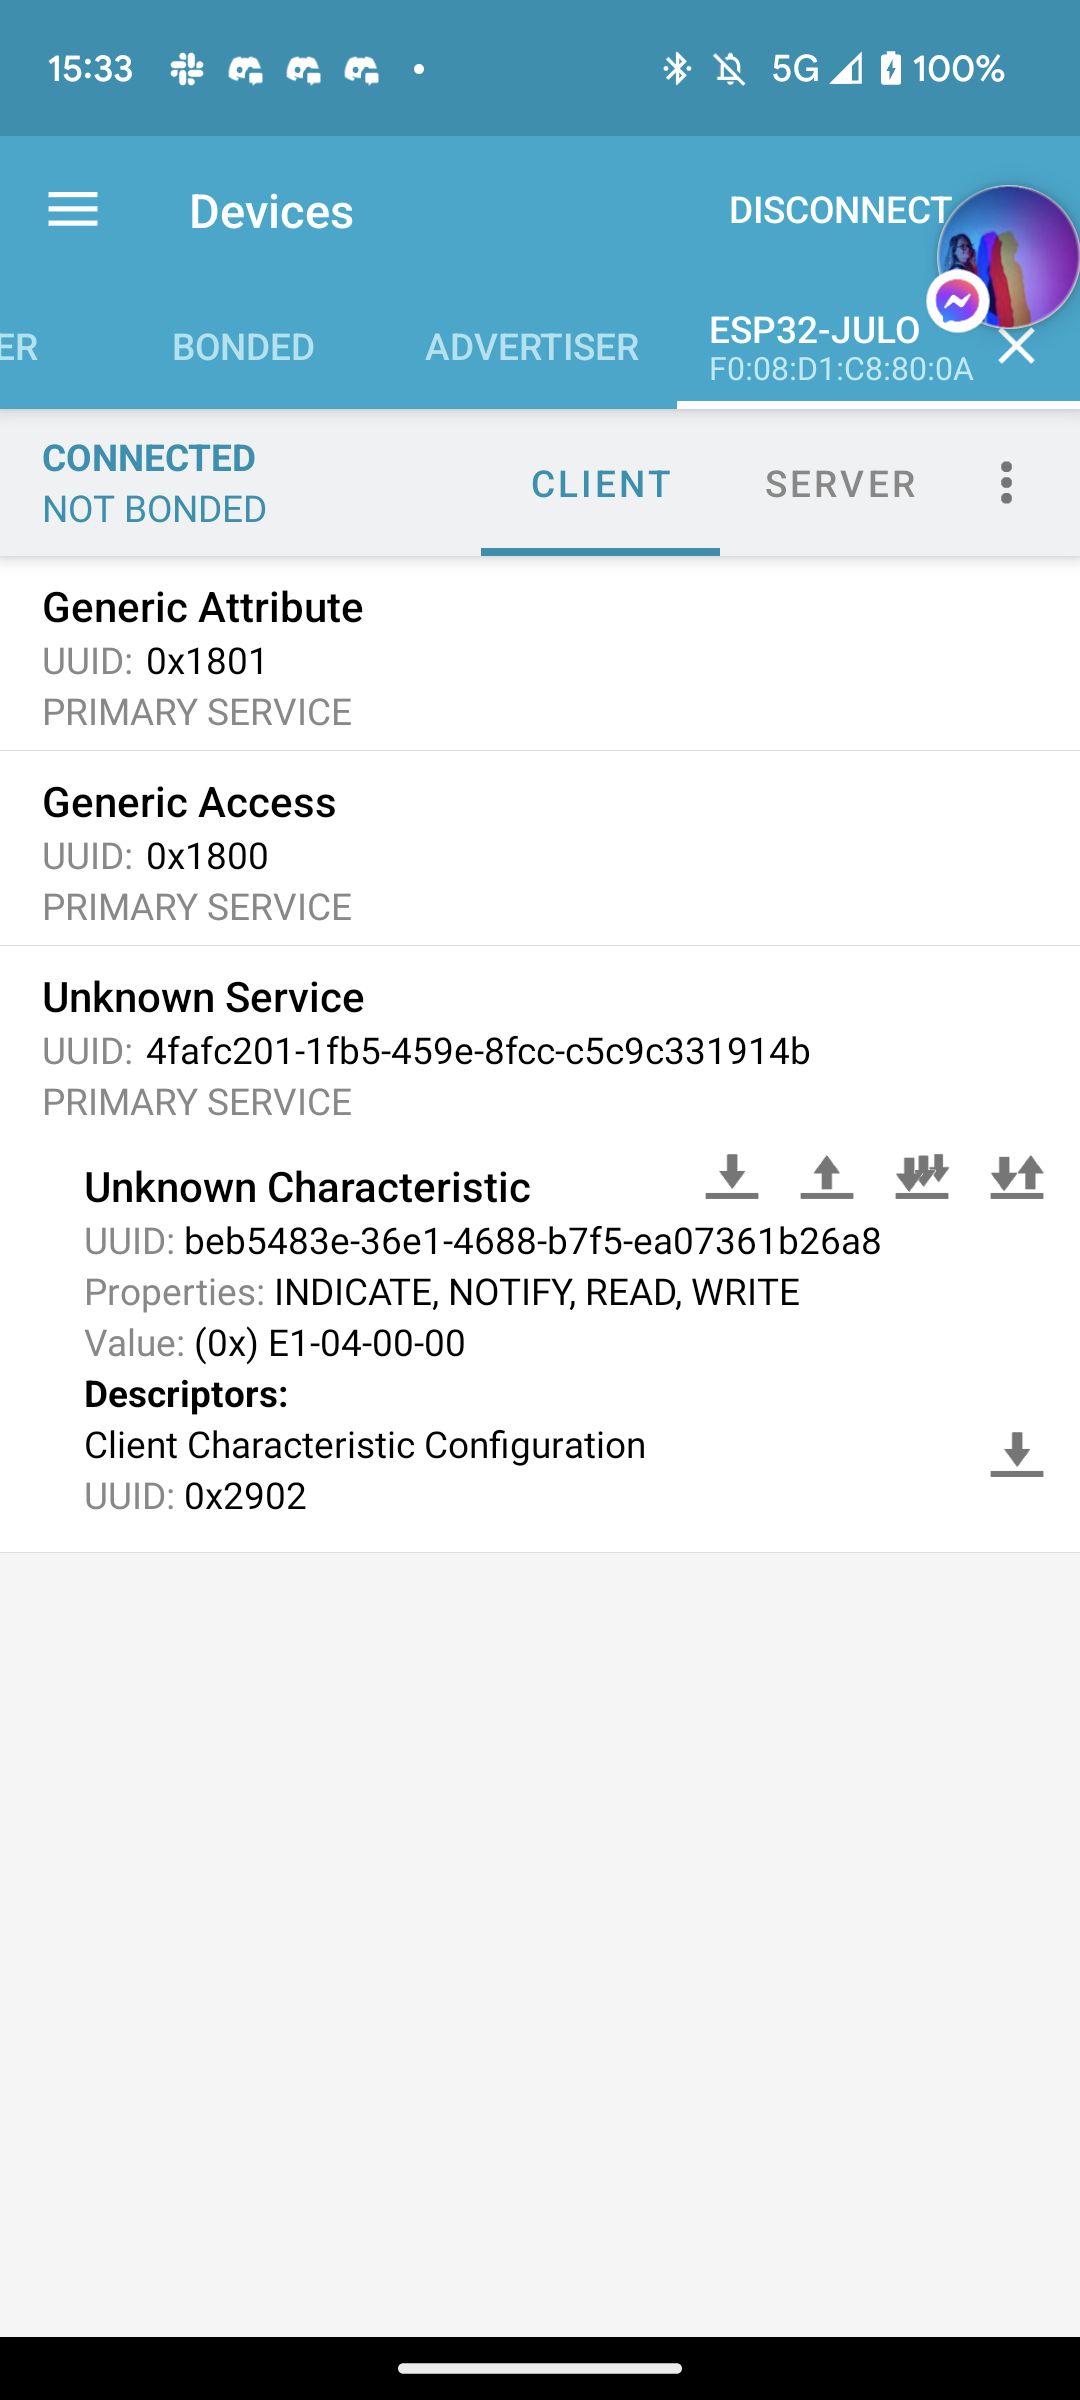 15:33 5G 100%
Devices DISCONNECT
ER BONDED ADVERTISER ESP32-JULO
F0:08:D1:C8:80:0A
CONNECTED
NOT BONDED
CLIENT SERVER
Generic Attribute
UUID: 0x1801
PRIMARY SERVICE
Generic Access
UUID: 0x1800
PRIMARY SERVICE
Unknown Service
UUID: 4fafc201-1fb5-459e-8fcc-c5c9c331914b
PRIMARY SERVICE
Unknown Characteristic
UUID: beb5483e-36e1-4688-b7f5-ea07361b26a8
Properties: INDICATE, NOTIFY, READ, WRITE
Value: (0x) E1-04-00-00
Descriptors:
Client Characteristic Configuration
UUID: 0x2902